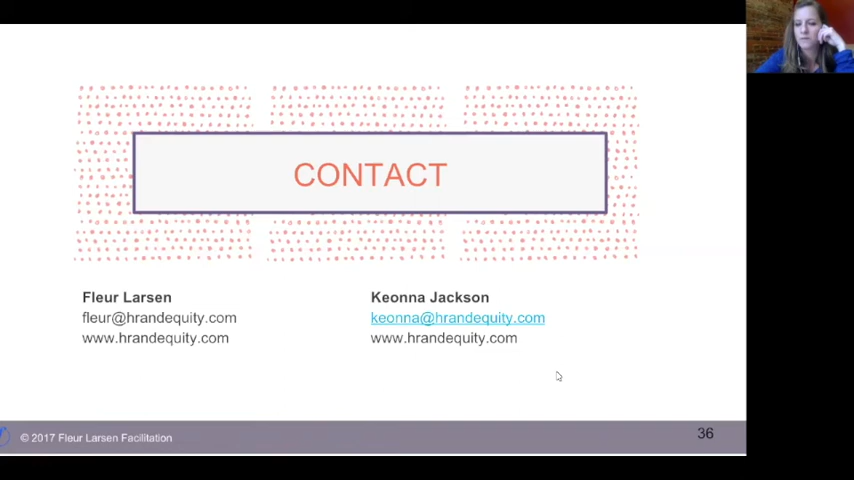 CONTACT
Fleur Larsen
fleur@hrandequity.com
www.hrandequity.com
Keonna Jackson
keonna@hrandequity.com
www.hrandequity.com
© 2017 Fleur Larsen Facilitation
36